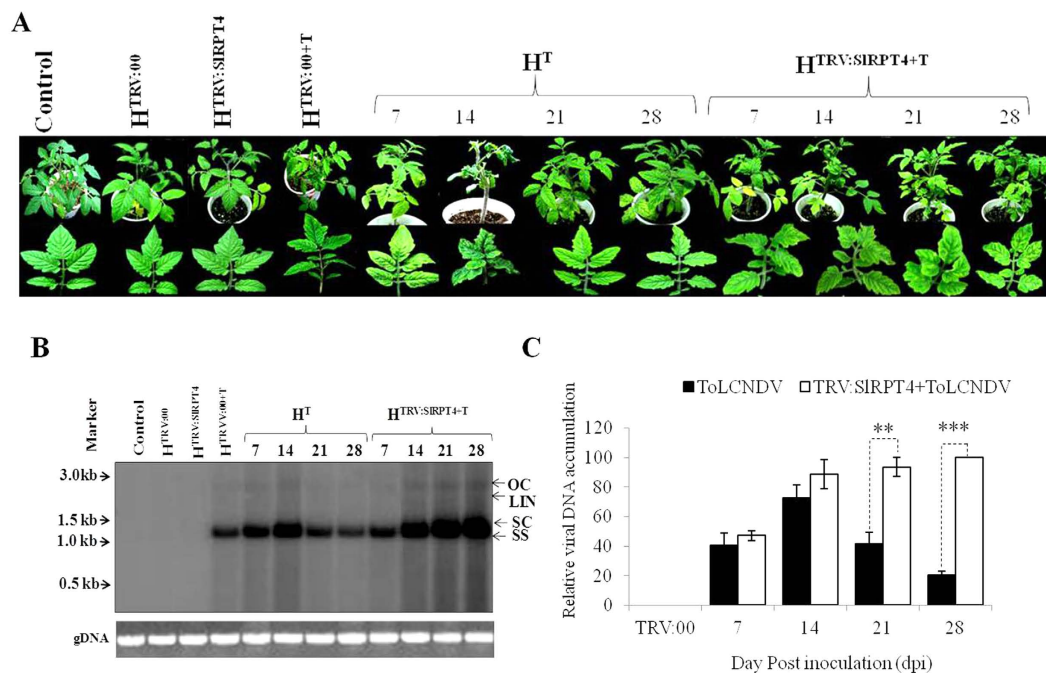 A
Control
H^TRV:00
H^TRV:SlRPT4
H^TRV:00+T
H^T
H^TRV:SlRPT4+T
7 14 21 28 7 14 21 28
B
Marker
Control
H^TRV:00
H^TRV:SlRPT4
H^TRVV:00+T
H^T
H^TRV:SlRPT4+T
7 14 21 28 7 14 21 28
3.0 kb
1.5 kb
1.0 kb
0.5 kb
OC
LIN
SC
SS
gDNA
C
ToLCNDV TRV:SlRPT4+ToLCNDV
Relative viral DNA accumulation
120
100
80
60
40
20
0
** ***
TRV:00 7 14 21 28
Day Post inoculation (dpi)